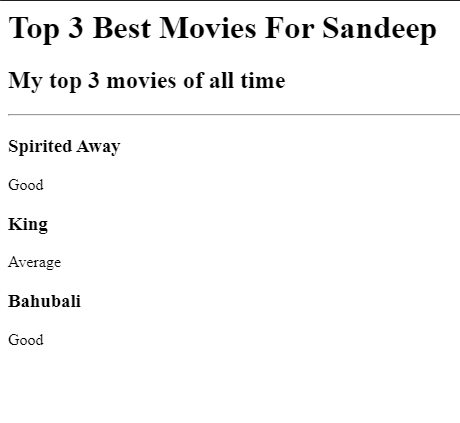 Top 3 Best Movies For Sandeep
My top 3 movies of all time
Spirited Away
Good
King
Average
Bahubali
Good